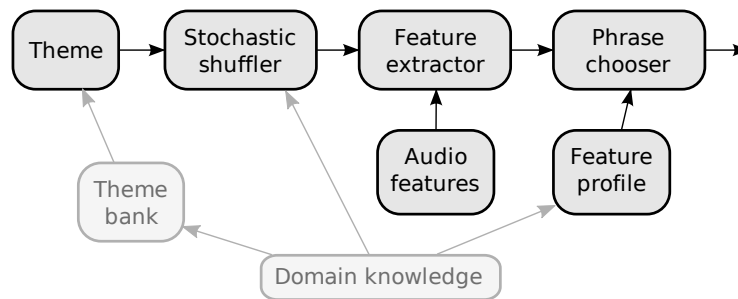 Theme
Stochastic
shuffler
Feature
extractor
Phrase
chooser
Audio
features
Feature
profile
Theme
bank
Domain knowledge